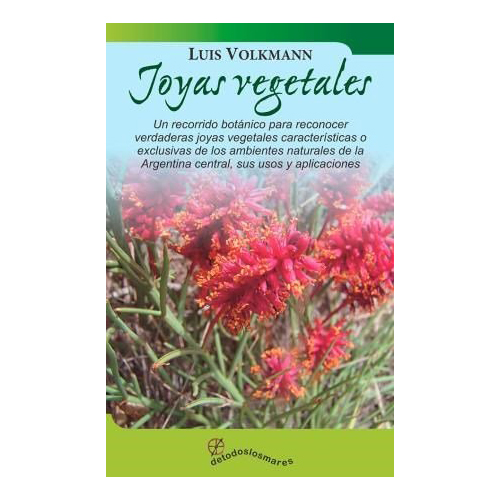 LUIS VOLKMANN
Joyas vegetales
Un recorrido botánico para reconocer
verdaderas joyas vegetales características o
exclusivas de los ambientes naturales de la
Argentina central, sus usos y aplicaciones
detodoslosmares